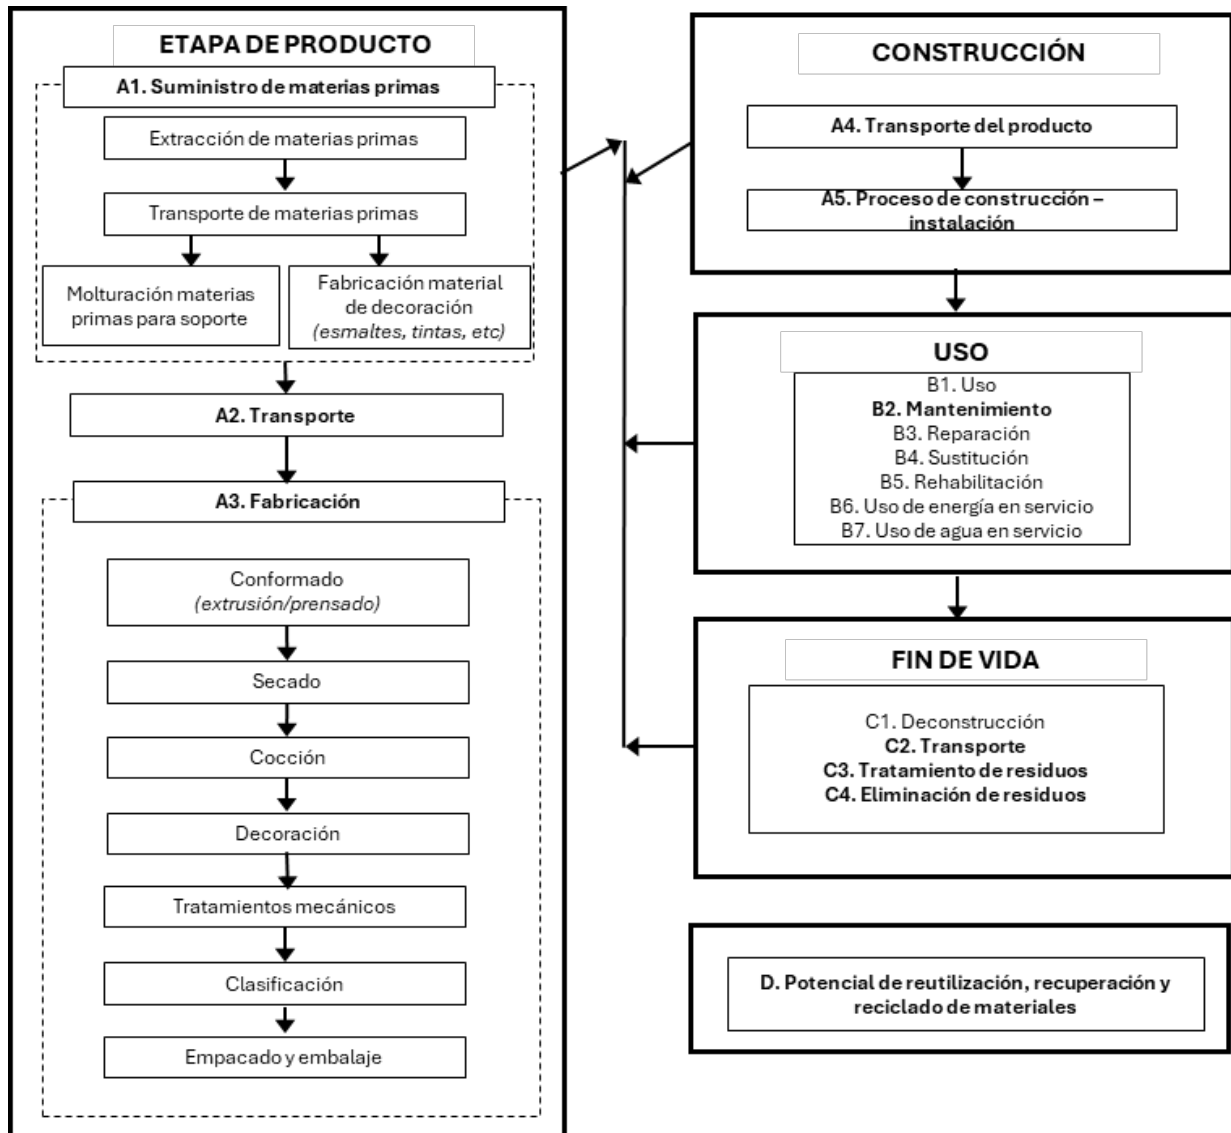 ETAPA DE PRODUCTO
A1. Suministro de materias primas
Extracción de materias primas
Transporte de materias primas
Molturación materias
primas para soporte
Fabricación material
de decoración
(esmaltes, tintas, etc)
A2. Transporte
A3. Fabricación
Conformado
(extrusión/prensado)
Secado
Cocción
Decoración
Tratamientos mecánicos
Clasificación
Empacado y embalaje
CONSTRUCCIÓN
A4. Transporte del producto
A5. Proceso de construcción –
instalación
USO
B1. Uso
B2. Mantenimiento
B3. Reparación
B4. Sustitución
B5. Rehabilitación
B6. Uso de energía en servicio
B7. Uso de agua en servicio
FIN DE VIDA
C1. Deconstrucción
C2. Transporte
C3. Tratamiento de residuos
C4. Eliminación de residuos
D. Potencial de reutilización, recuperación y
reciclado de materiales